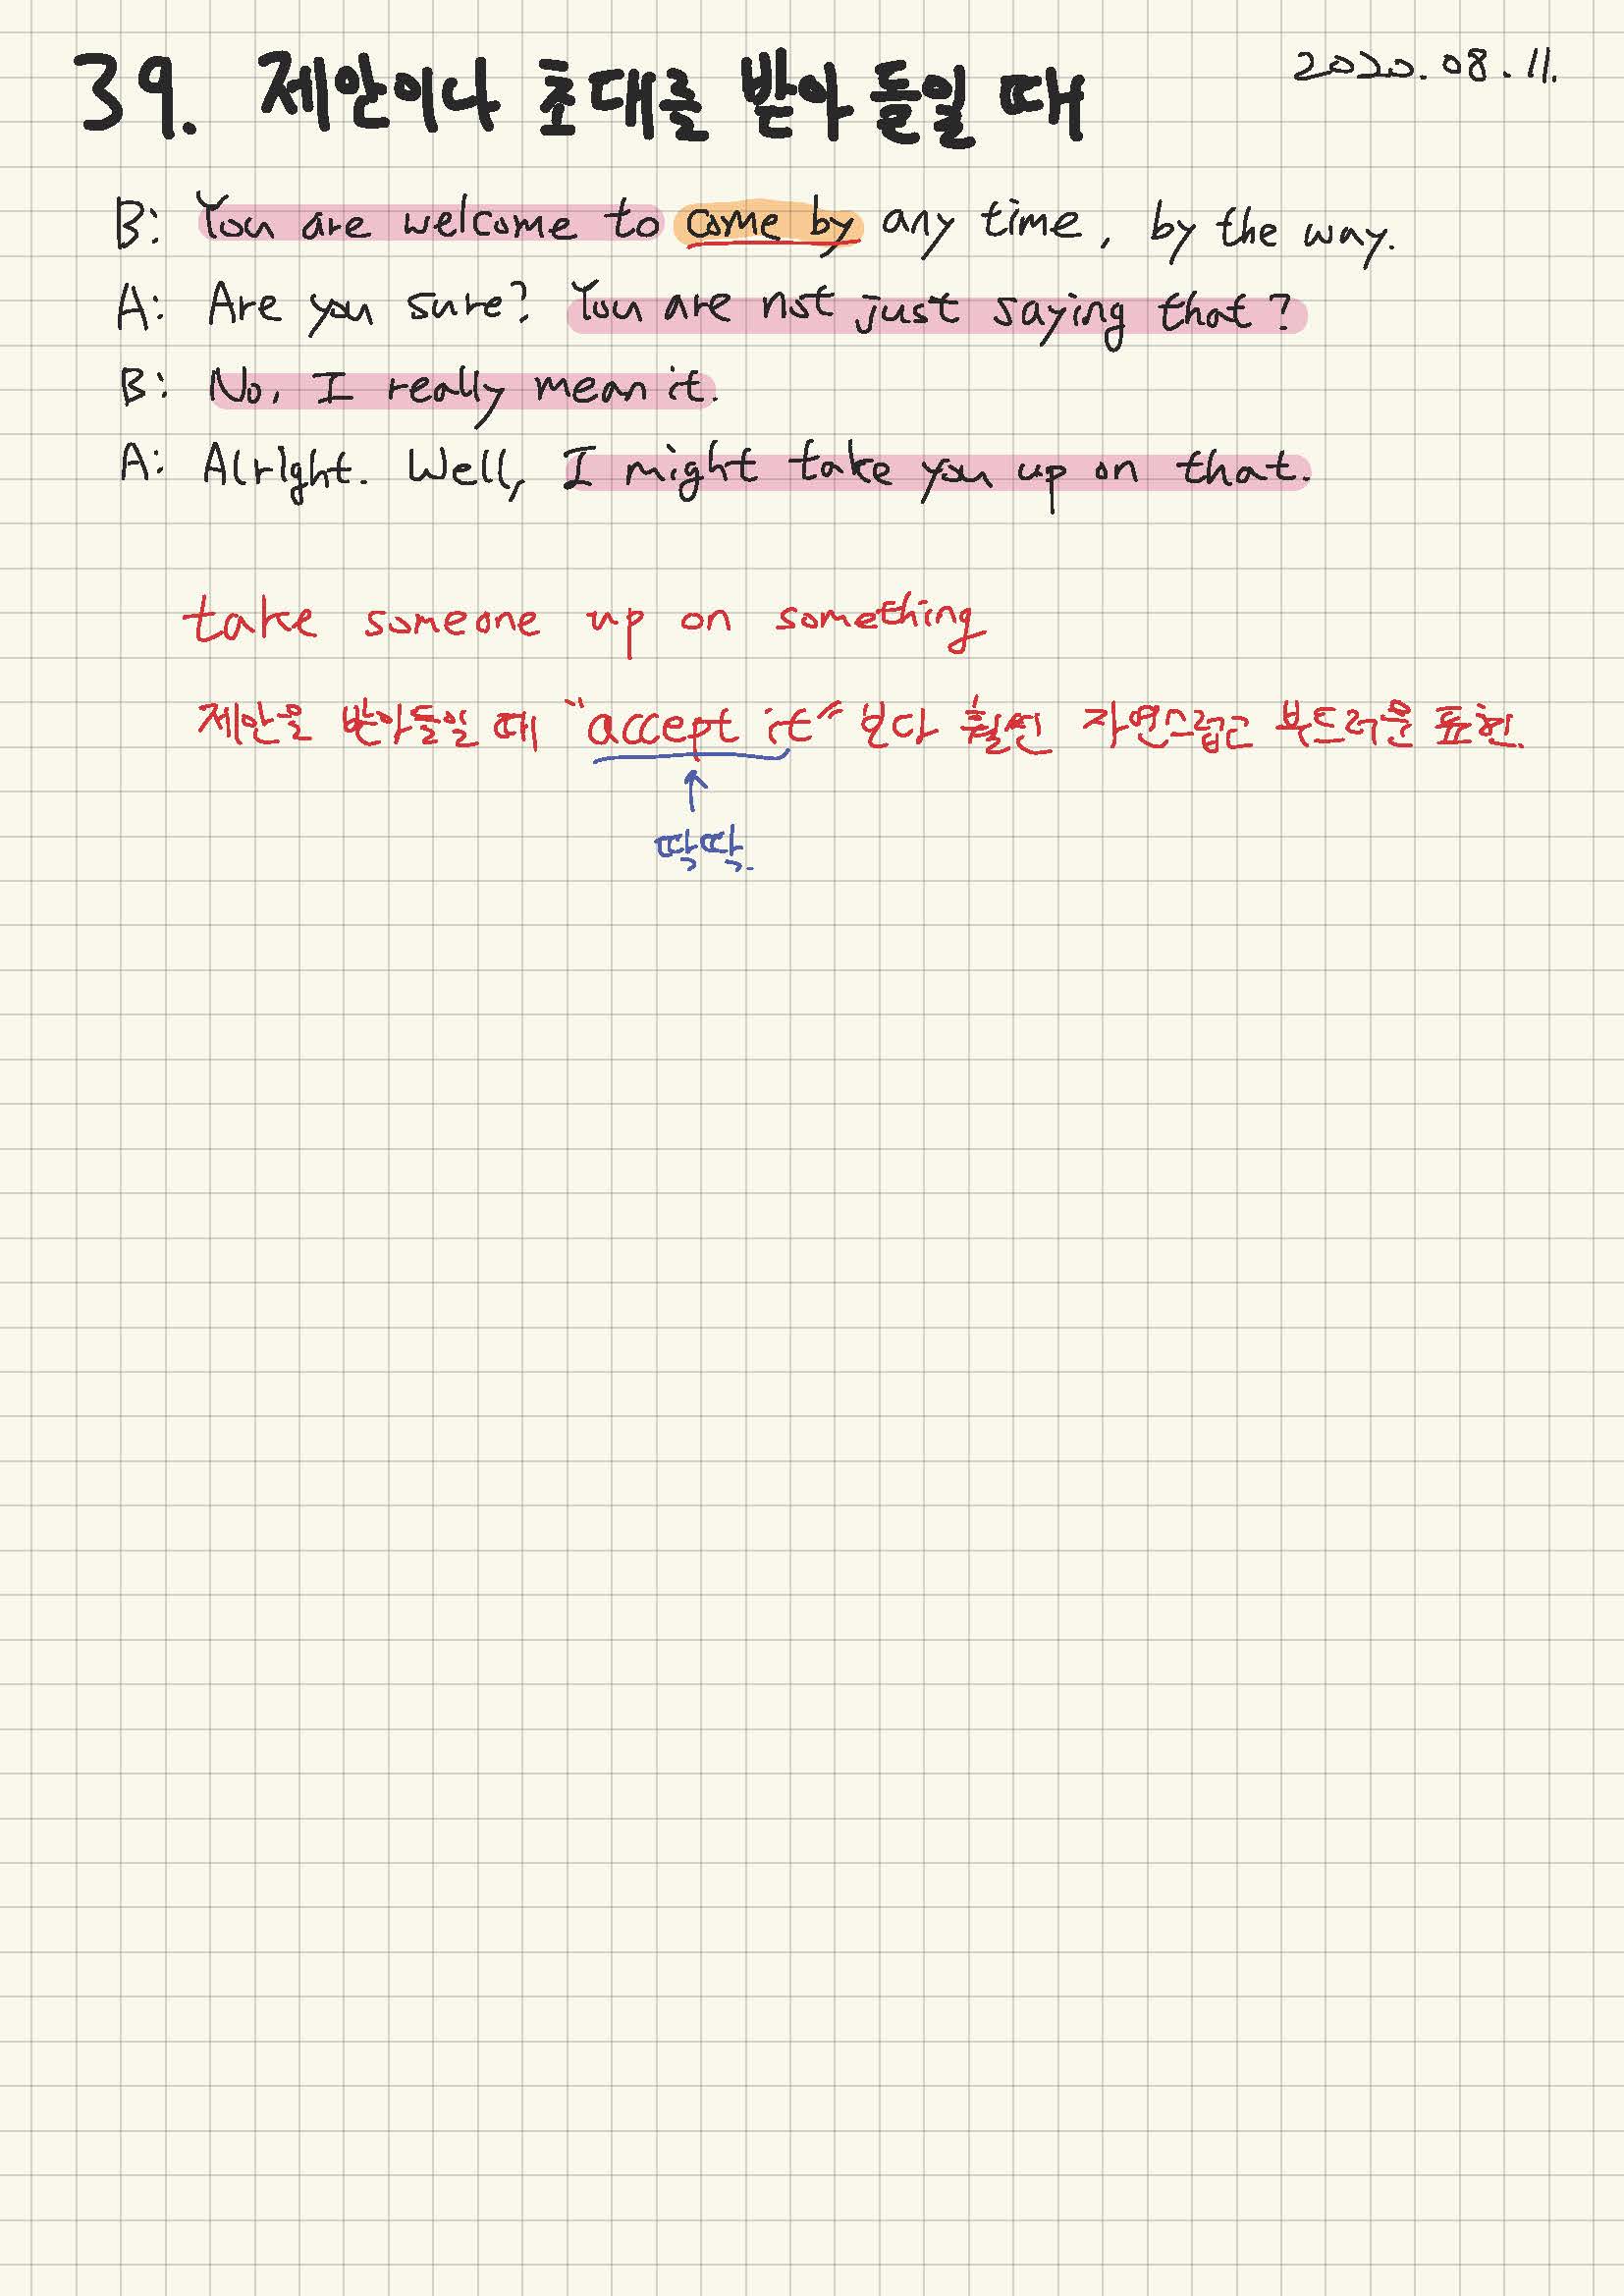 39. 제안이나 초대를 받아 들일 때 2020.08.11.
B: You are welcome to come by any time, by the way.
A: Are you sure? You are not just saying that?
B: No, I really mean it.
A: Alright. Well, I might take you up on that.
take someone up on something
제안을 받아들일 때 "accept it" 보다 훨씬 자연스럽고 부드러운 표현.
↑
딱딱.